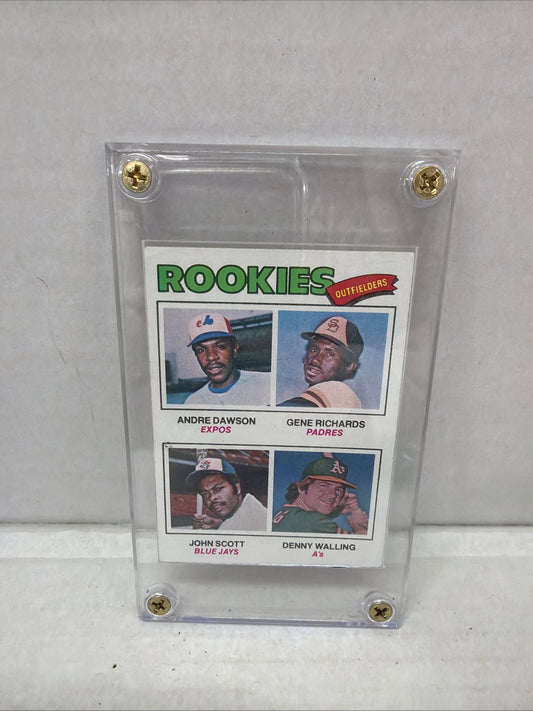 ROOKIES
OUTFIELDERS
ANDRE DAWSON
EXPOS
GENE RICHARDS
PADRES
JOHN SCOTT
BLUE JAYS
DENNY WALLING
A's